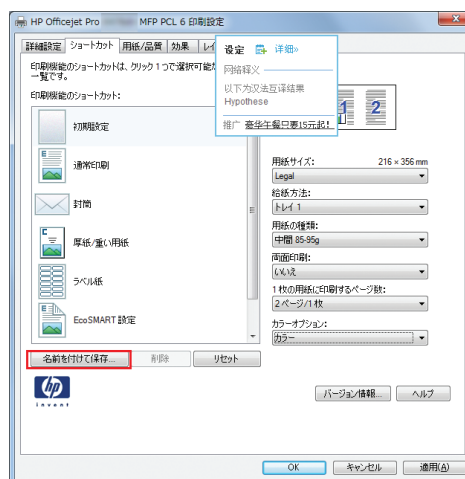 HP Officejet Pro MFP PCL 6 印刷設定
詳細設定 ショートカット 用紙/品質 効果
印刷機能のショートカットは、クリック1つで選択可能
一覧です。
印刷機能のショートカット:
初期設定
通常印刷
封筒
厚紙/重い用紙
ラベル紙
EcoSMART 設定
名前を付けて保存... 削除 リセット
设定 详细»
网络释义
以下为汉法互译结果
Hypothese
推广 豪华午餐只要15元起!
1 2
用紙サイズ: 216 × 356 mm
Legal
給紙方法:
トレイ 1
用紙の種類:
中間 85-95g
両面印刷:
いいえ
1 枚の用紙に印刷するページ数:
2 ページ/1 枚
カラーオプション:
カラー
hp
invent
バージョン情報... ヘルプ
OK キャンセル 適用(A)